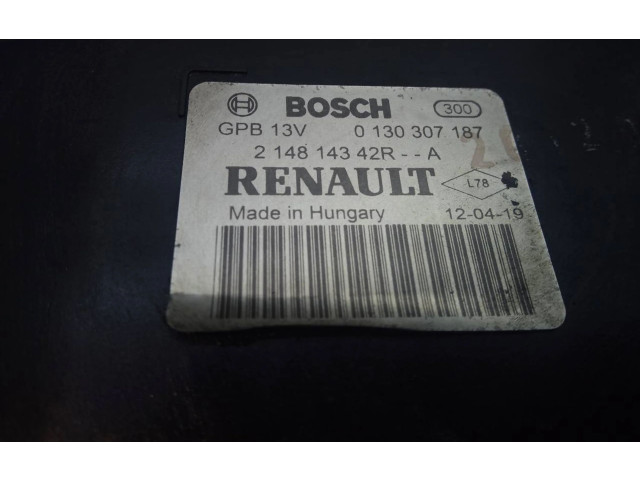 BOSCH 300
GPB 13V 0 130 307 187
2 148 143 42R - - A
RENAULT L78
Made in Hungary 12-04-19